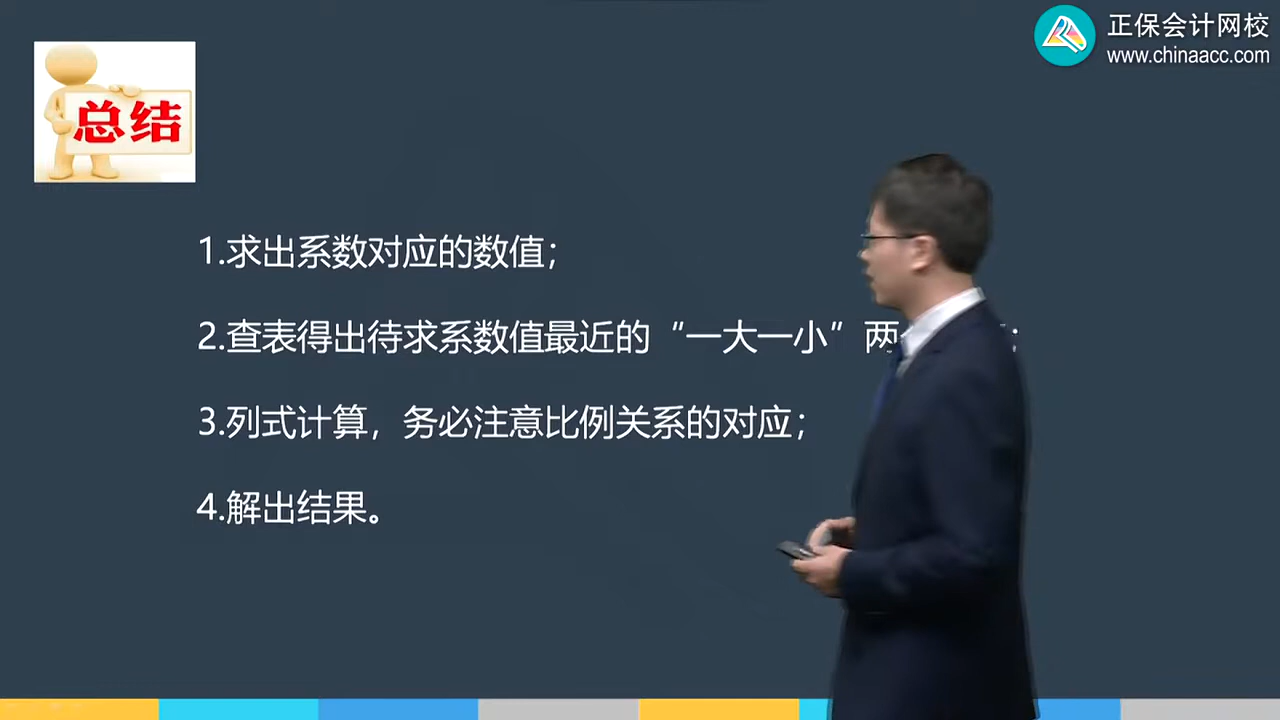 正保会计网校
www.chinaacc.com
总结
1.求出系数对应的数值；
2.查表得出待求系数值最近的“一大一小”两 ；
3.列式计算，务必注意比例关系的对应；
4.解出结果。